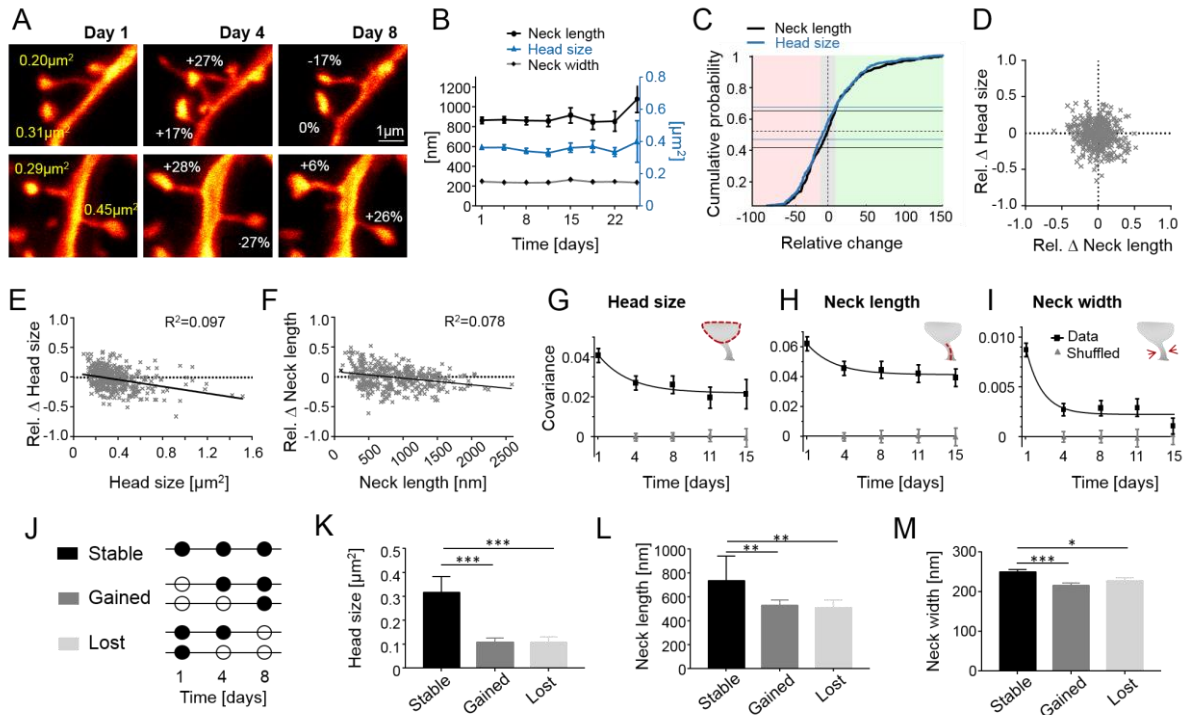 A
Day 1
Day 4
Day 8
0.20µm²
+27%
-17%
0.31µm²
+17%
0%
1µm
0.29µm²
+28%
+6%
0.45µm²
-27%
+26%
B
Neck length
Head size
Neck width
1000
800
600
400
200
0
[nm]
0.8
0.6
0.4
0.2
0
[µm²]
1 8 15 22
Time [days]
C
Neck length
Head size
Cumulative probability
1
0.8
0.6
0.4
0.2
-100 -50 0 50 100 150
Relative change
D
Rel. Δ Head size
1.0
0.5
0
-0.5
-1.0
-1.0 -0.5 0 0.5 1.0
Rel. Δ Neck length
E
R²=0.097
Rel. Δ Head size
1.0
0.5
0
-0.5
-1.0
0 0.4 0.8 1.2 1.6
Head size [µm²]
F
R²=0.078
Rel. Δ Neck length
1.0
0.5
0
-0.5
-1.0
0 500 1000 1500 2000 2500
Neck length [nm]
G
Head size
Covariance
0.04
0.02
0
1 4 8 11 15
Time [days]
H
Neck length
0.06
0.04
0.02
0
1 4 8 11 15
Time [days]
I
Neck width
Data
Shuffled
0.010
0.005
0
1 4 8 11 15
Time [days]
J
Stable
Gained
Lost
1 4 8
Time [days]
K
Head size [µm²]
0.5
0.4
0.3
0.2
0.1
0
***
***
Stable Gained Lost
L
Neck length [nm]
1000
800
600
400
200
0
**
**
Stable Gained Lost
M
Neck width [nm]
300
200
100
0
*
***
Stable Gained Lost